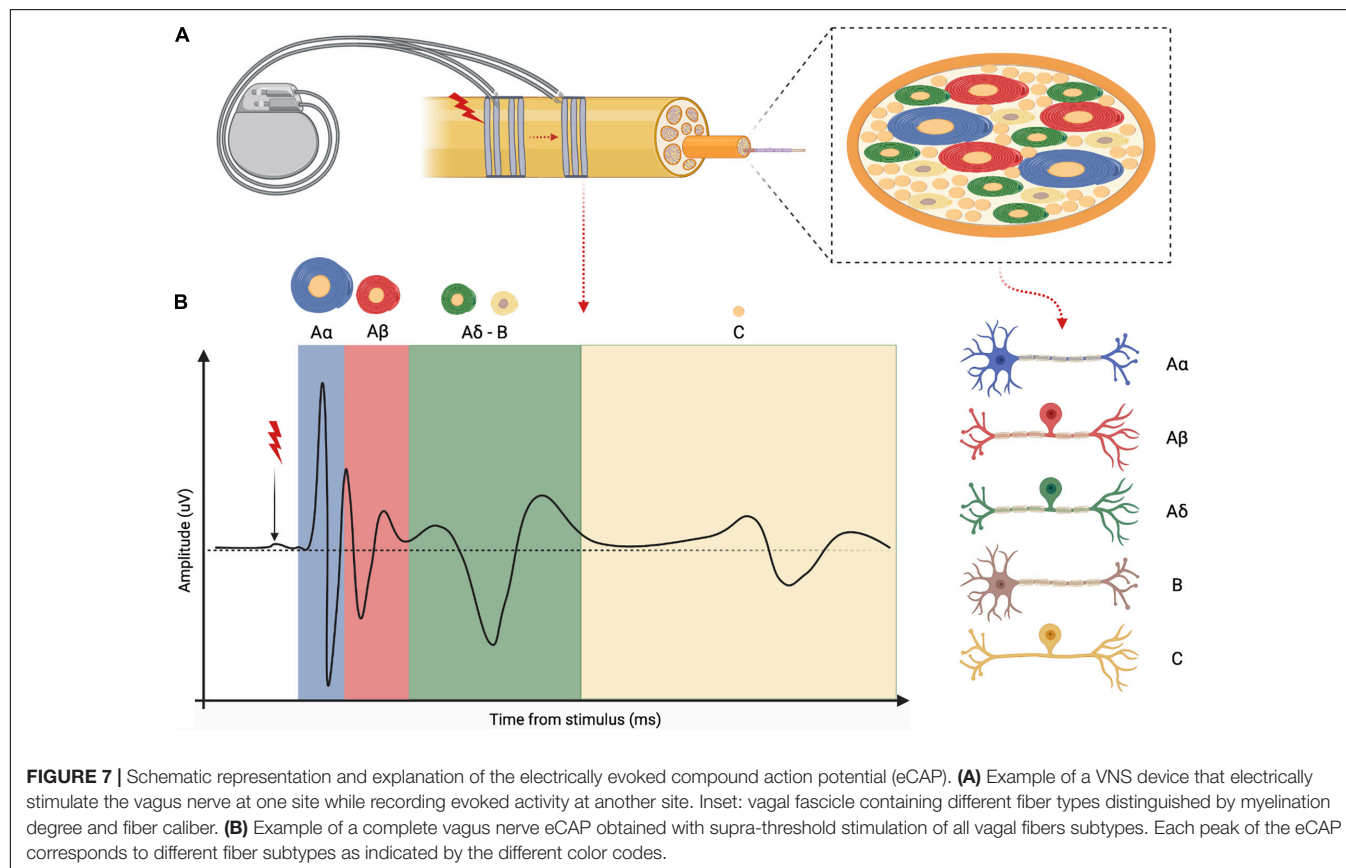 A
B
Aα
Aβ
Aδ - B
C
Amplitude (uV)
Time from stimulus (ms)
Aα
Aβ
Aδ
B
C
FIGURE 7 | Schematic representation and explanation of the electrically evoked compound action potential (eCAP). (A) Example of a VNS device that electrically
stimulate the vagus nerve at one site while recording evoked activity at another site. Inset: vagal fascicle containing different fiber types distinguished by myelination
degree and fiber caliber. (B) Example of a complete vagus nerve eCAP obtained with supra-threshold stimulation of all vagal fibers subtypes. Each peak of the eCAP
corresponds to different fiber subtypes as indicated by the different color codes.